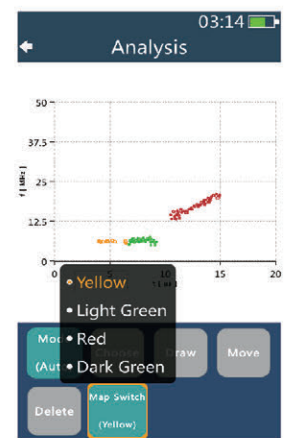 03:14
Analysis
50
37.5
25
12.5
0
5
10
15
20
f [MHz]
Yellow
Light Green
Red
Dark Green
Draw
Move
Delete
Map Switch
(Yellow)